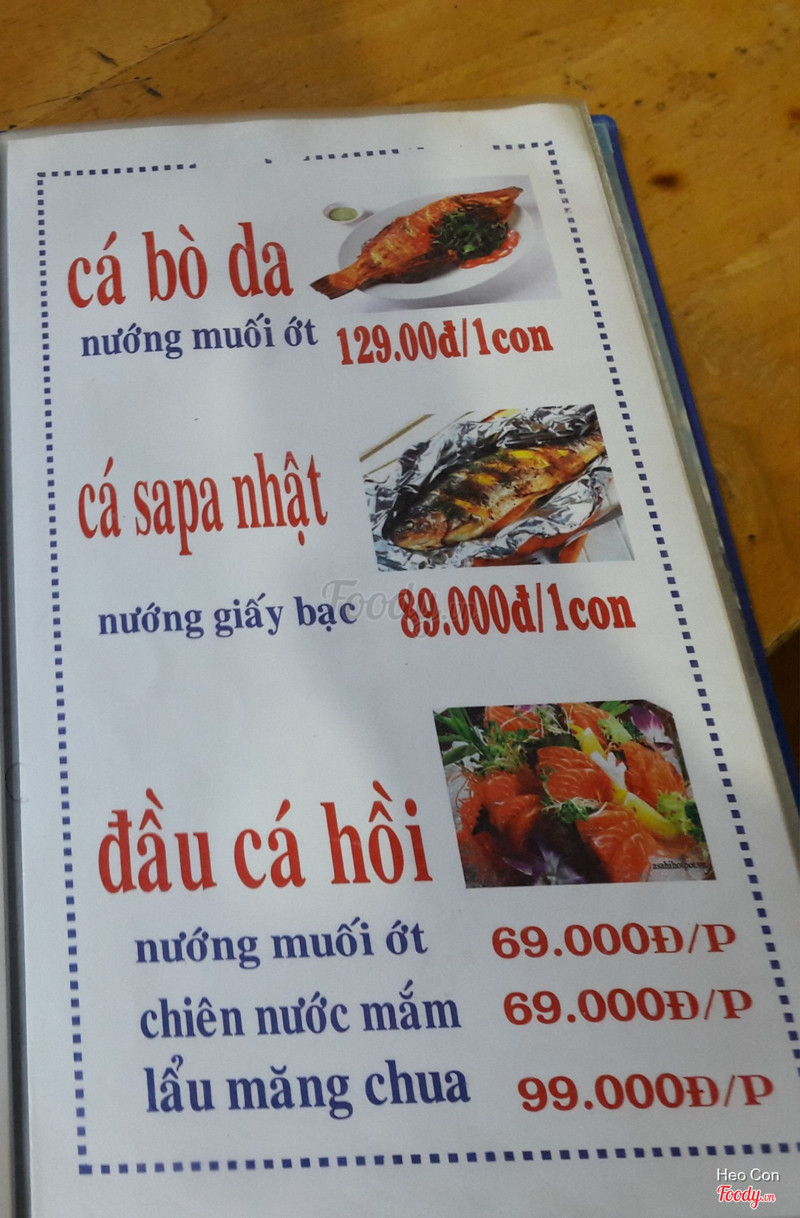 cá bò da
nướng muối ớt 129.00đ/1con
cá sapa nhật
nướng giấy bạc 89.000đ/1con
Foody.vn
đầu cá hồi
nướng muối ớt 69.000Đ/P
chiên nước mắm 69.000Đ/P
lẩu măng chua 99.000Đ/P
Heo Con
Foody.vn